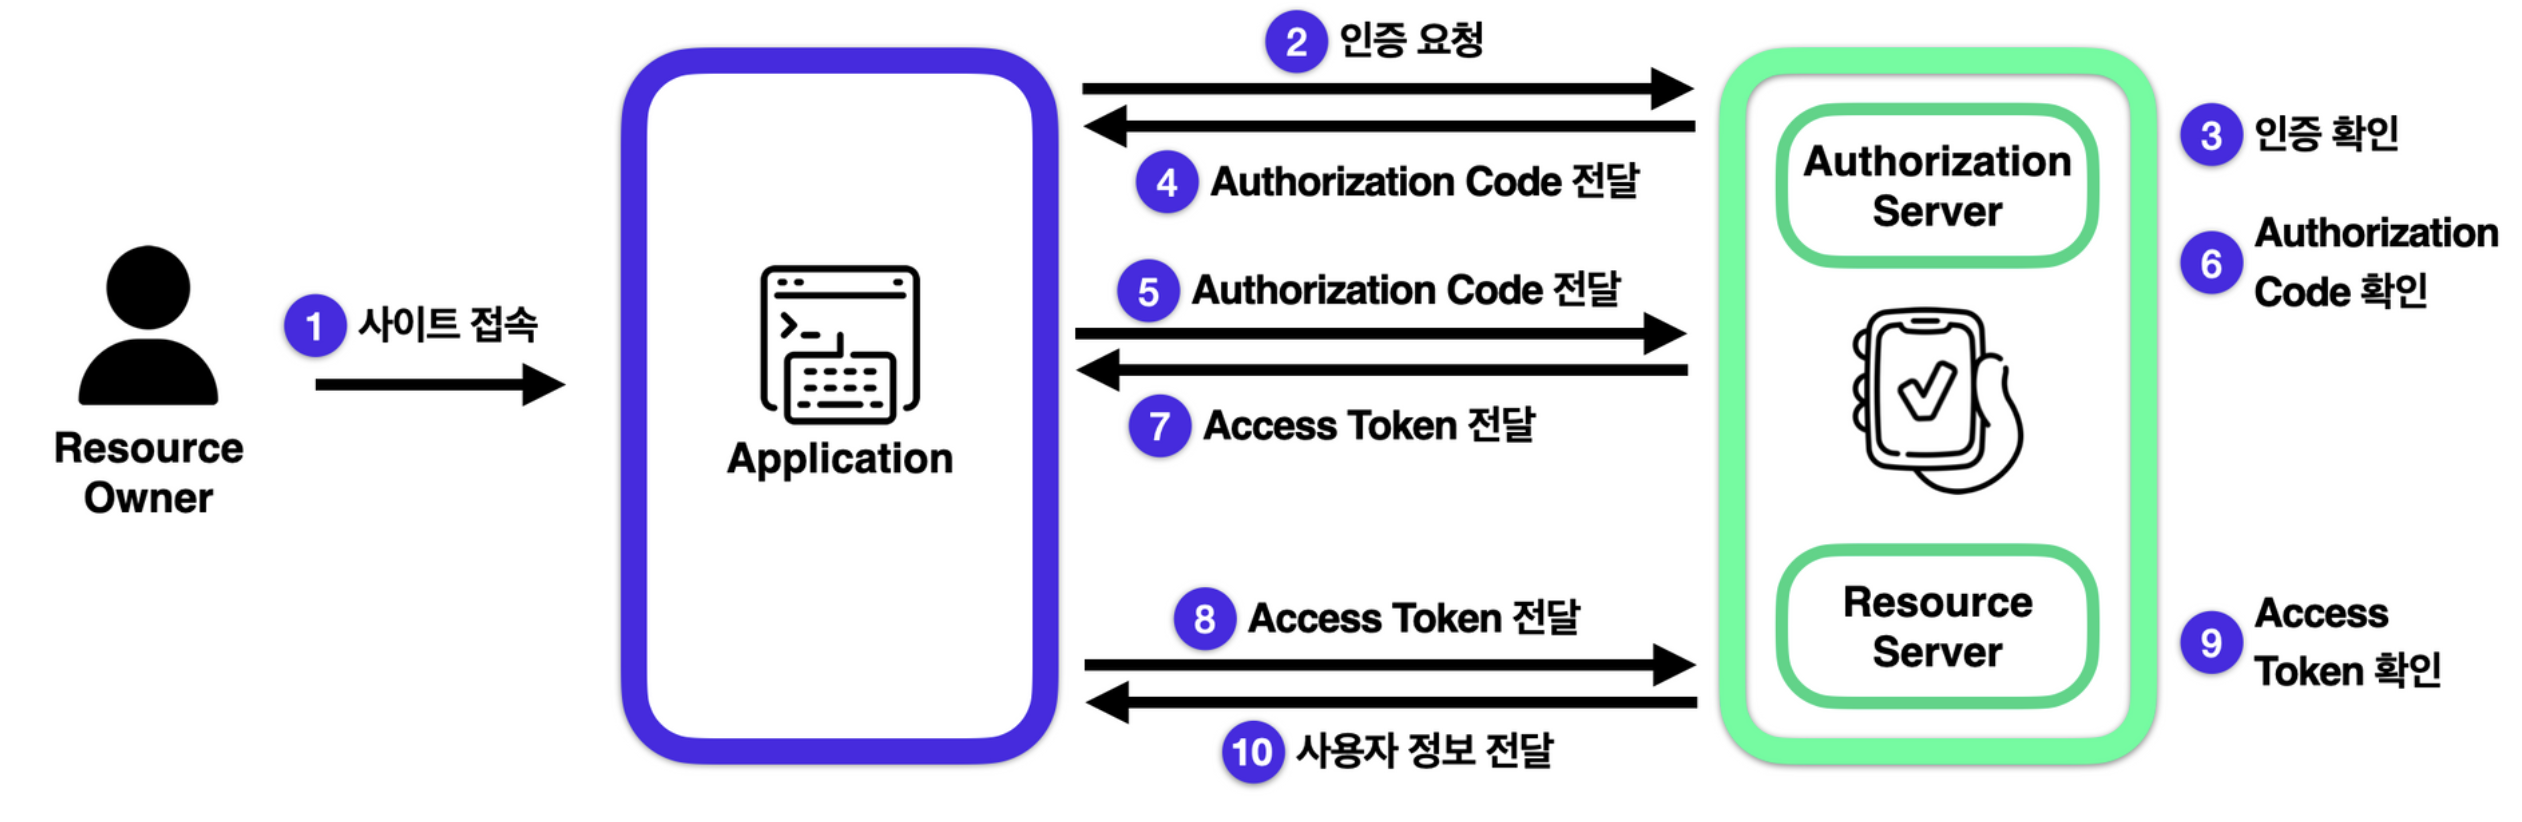 Resource
Owner
1 사이트 접속
Application
2 인증 요청
4 Authorization Code 전달
5 Authorization Code 전달
7 Access Token 전달
8 Access Token 전달
10 사용자 정보 전달
Authorization
Server
Resource
Server
3 인증 확인
6 Authorization
Code 확인
9 Access
Token 확인